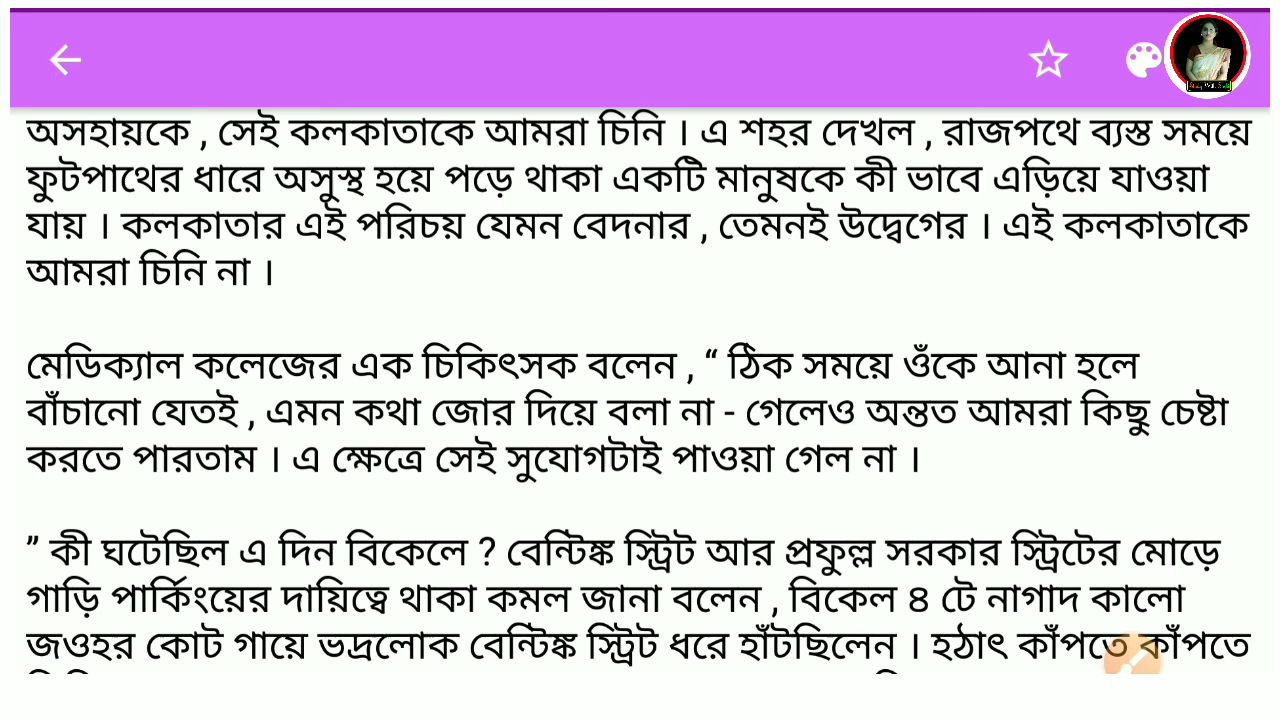 অসহায়কে , সেই কলকাতাকে আমরা চিনি । এ শহর দেখল , রাজপথে ব্যস্ত সময়ে
ফুটপাথের ধারে অসুস্থ হয়ে পড়ে থাকা একটি মানুষকে কী ভাবে এড়িয়ে যাওয়া
যায় । কলকাতার এই পরিচয় যেমন বেদনার , তেমনই উদ্বেগের । এই কলকাতাকে
আমরা চিনি না ।
মেডিক্যাল কলেজের এক চিকিৎসক বলেন , “ ঠিক সময়ে ওঁকে আনা হলে
বাঁচানো যেতই , এমন কথা জোর দিয়ে বলা না - গেলেও অন্তত আমরা কিছু চেষ্টা
করতে পারতাম । এ ক্ষেত্রে সেই সুযোগটাই পাওয়া গেল না ।
” কী ঘটেছিল এ দিন বিকেলে ? বেন্টিঙ্ক স্ট্রিট আর প্রফুল্ল সরকার স্ট্রিটের মোড়ে
গাড়ি পার্কিংয়ের দায়িত্বে থাকা কমল জানা বলেন , বিকেল ৪ টে নাগাদ কালো
জওহর কোট গায়ে ভদ্রলোক বেন্টিঙ্ক স্ট্রিট ধরে হাঁটছিলেন । হঠাৎ কাঁপতে কাঁপতে